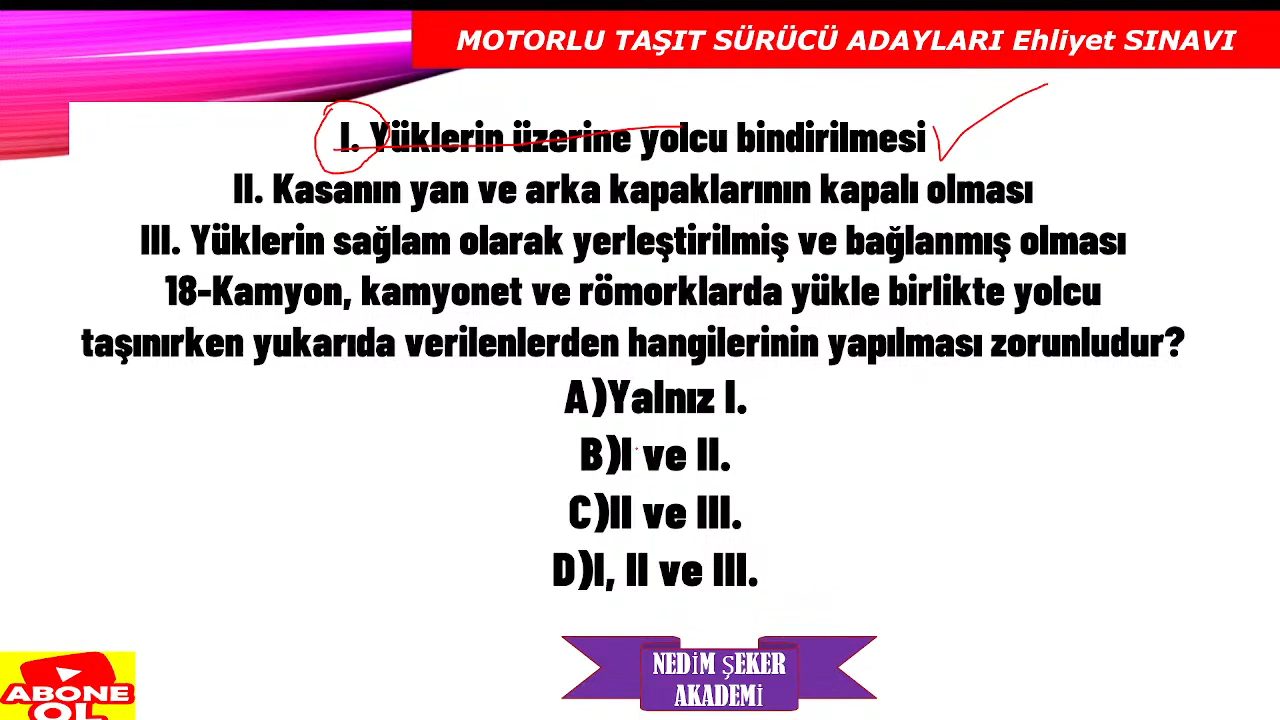 MOTORLU TAŞIT SÜRÜCÜ ADAYLARI Ehliyet SINAVI
I. Yüklerin üzerine yolcu bindirilmesi
II. Kasanın yan ve arka kapaklarının kapalı olması
III. Yüklerin sağlam olarak yerleştirilmiş ve bağlanmış olması
18-Kamyon, kamyonet ve römorklarda yükle birlikte yolcu
taşınırken yukarıda verilenlerden hangilerinin yapılması zorunludur?
A)Yalnız I.
B)I ve II.
C)II ve III.
D)I, II ve III.
NEDİM ŞEKER
AKADEMİ
ABONE
OL